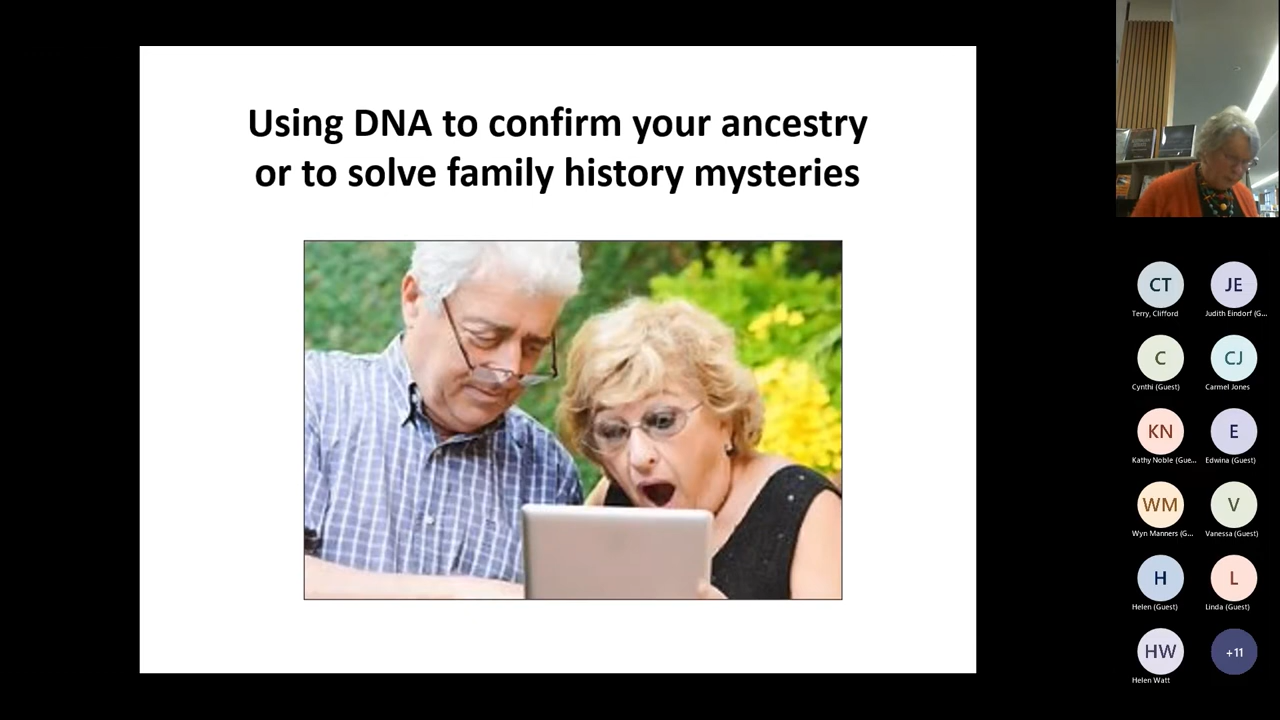 Using DNA to confirm your ancestry
or to solve family history mysteries
CT
Terry, Clifford
JE
Judith Eindorf (G...
C
Cynthi (Guest)
CJ
Carmel Jones
KN
Kathy Noble (Gue...
E
Edwina (Guest)
WM
Wyn Manners (G...
V
Vanessa (Guest)
H
Helen (Guest)
L
Linda (Guest)
HW
Helen Watt
+11